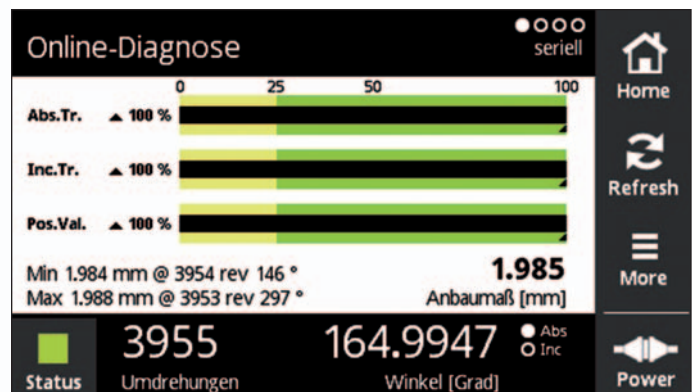 Online-Diagnose
seriell
0 25 50 100
Abs.Tr. ▲ 100 %
Inc.Tr. ▲ 100 %
Pos.Val. ▲ 100 %
Min 1.984 mm @ 3954 rev 146 °
Max 1.988 mm @ 3953 rev 297 °
1.985
Anbaumaß [mm]
Status
3955
Umdrehungen
164.9947
Winkel [Grad]
Abs
Inc
Home
Refresh
More
Power